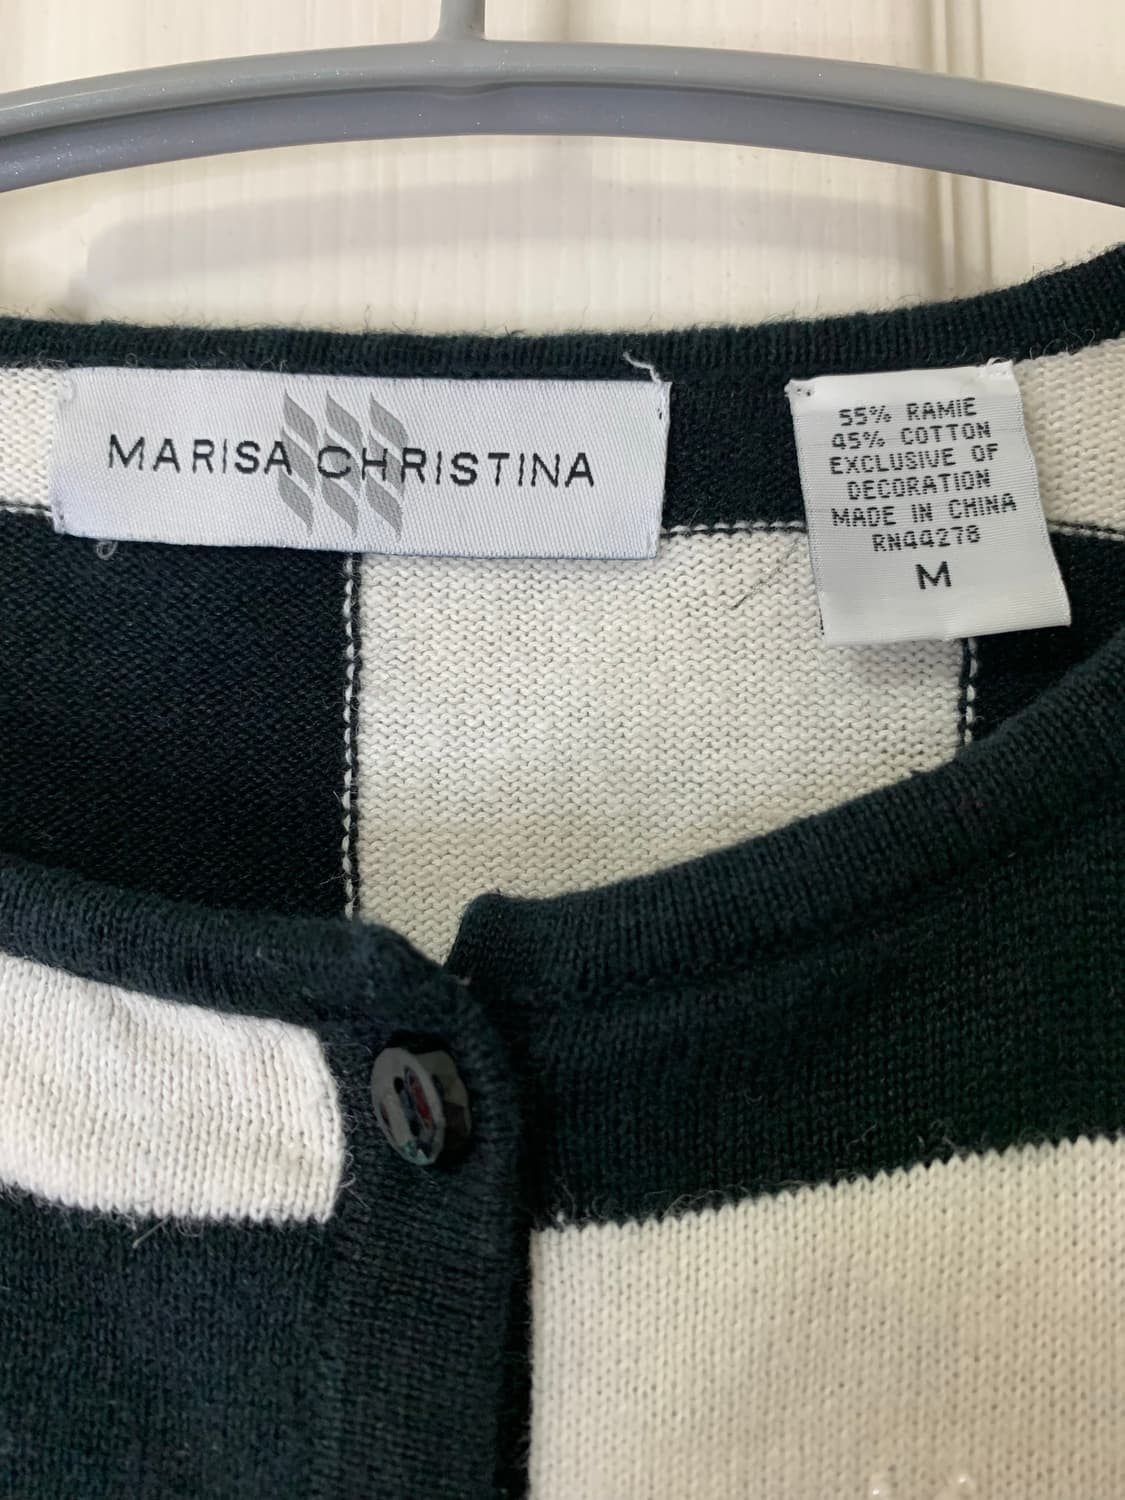 MARISA CHRISTINA
55% RAMIE
45% COTTON
EXCLUSIVE OF
DECORATION
MADE IN CHINA
RN44278
M